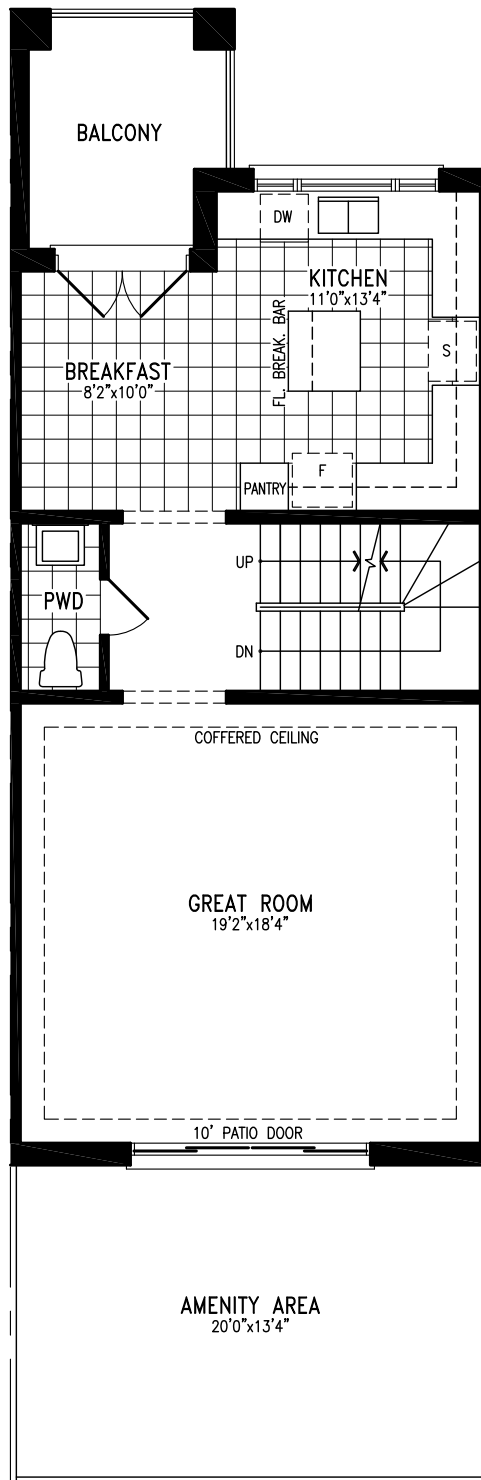 BALCONY
DW
KITCHEN
11'0"x13'4"
FL. BREAK. BAR
S
BREAKFAST
8'2"x10'0"
F
PANTRY
UP
PWD
DN
COFFERED CEILING
GREAT ROOM
19'2"x18'4"
10' PATIO DOOR
AMENITY AREA
20'0"x13'4"